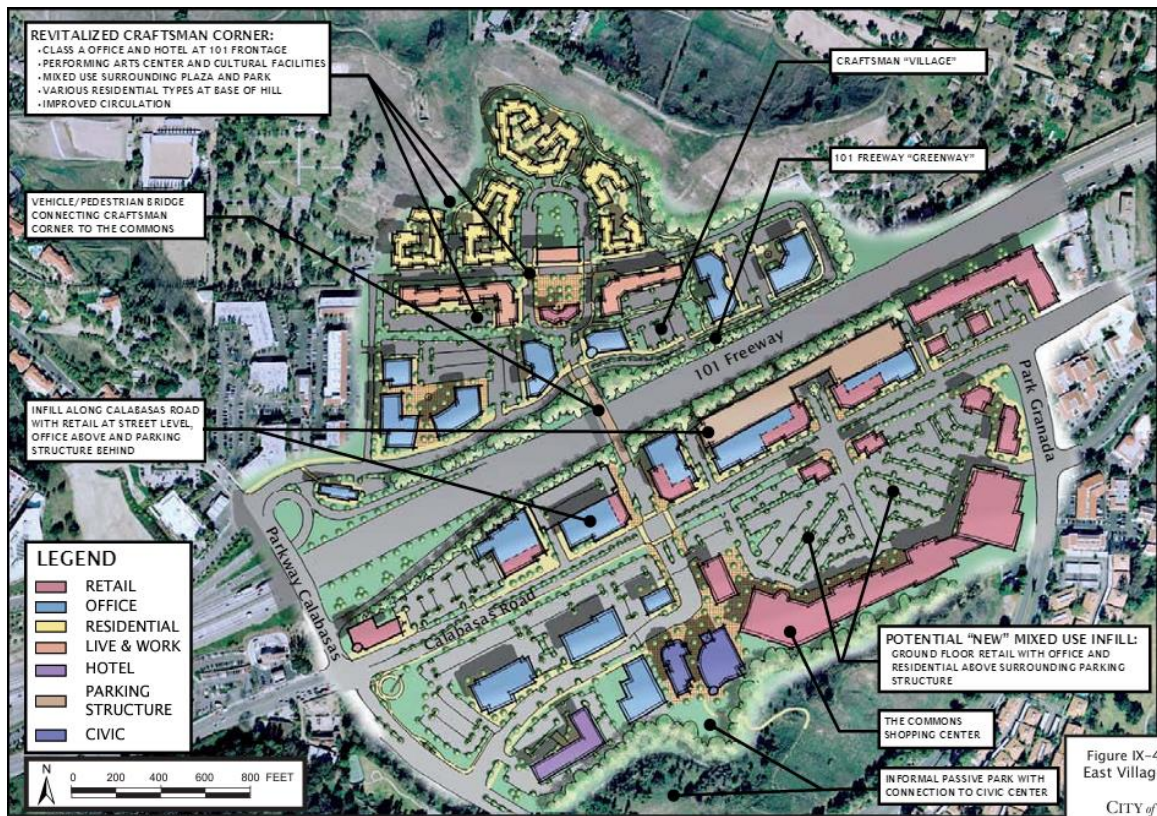 REVITALIZED CRAFTSMAN CORNER:
•CLASS A OFFICE AND HOTEL AT 101 FRONTAGE
•PERFORMING ARTS CENTER AND CULTURAL FACILITIES
•MIXED USE SURROUNDING PLAZA AND PARK
•VARIOUS RESIDENTIAL TYPES AT BASE OF HILL
•IMPROVED CIRCULATION
CRAFTSMAN "VILLAGE"
101 FREEWAY "GREENWAY"
VEHICLE/PEDESTRIAN BRIDGE
CONNECTING CRAFTSMAN
CORNER TO THE COMMONS
101 Freeway
Park Granada
INFILL ALONG CALABASAS ROAD
WITH RETAIL AT STREET LEVEL,
OFFICE ABOVE AND PARKING
STRUCTURE BEHIND
Parkway Calabasas
Calabasas Road
LEGEND
RETAIL
OFFICE
RESIDENTIAL
LIVE & WORK
HOTEL
PARKING
STRUCTURE
CIVIC
N
0 200 400 600 800 FEET
POTENTIAL "NEW" MIXED USE INFILL:
GROUND FLOOR RETAIL WITH OFFICE AND
RESIDENTIAL ABOVE SURROUNDING PARKING
STRUCTURE
THE COMMONS
SHOPPING CENTER
INFORMAL PASSIVE PARK WITH
CONNECTION TO CIVIC CENTER
Figure IX-4
East Villag
CITY of